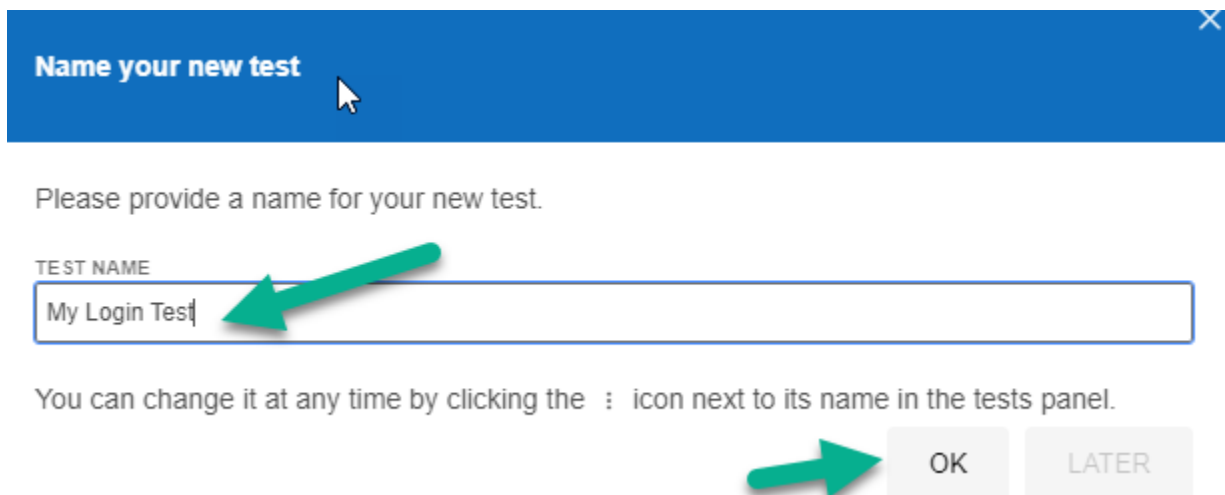 Name your new test
Please provide a name for your new test.
TEST NAME
My Login Test
You can change it at any time by clicking the ⋮ icon next to its name in the tests panel.
OK LATER